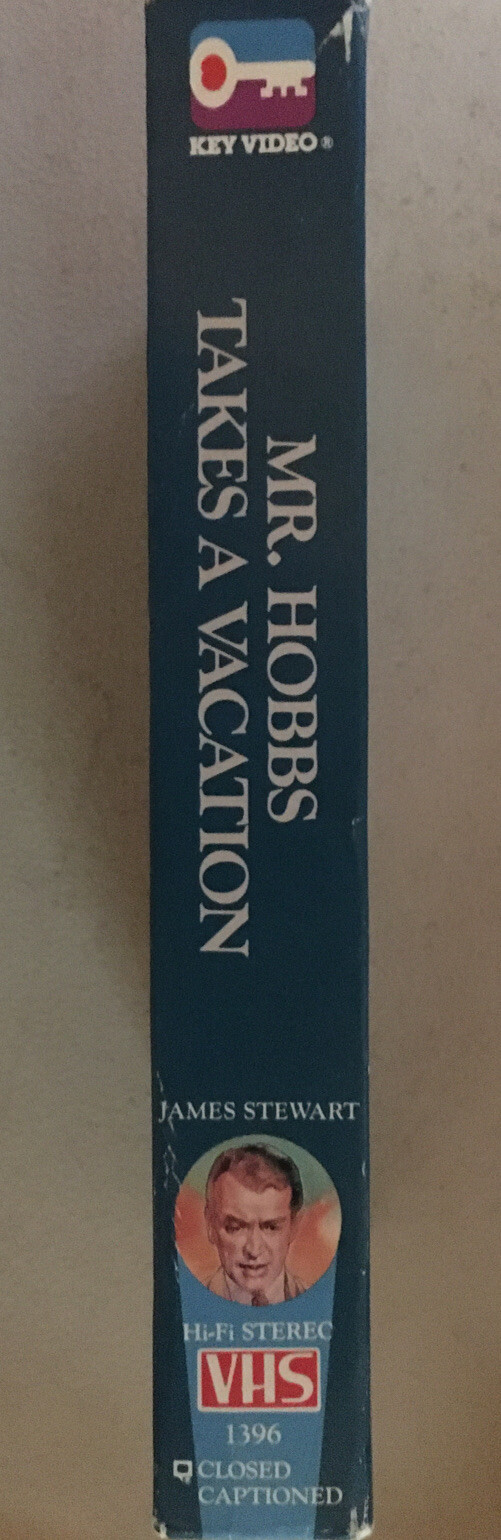 KEY VIDEO®
MR. HOBBS
TAKES A VACATION
JAMES STEWART
Hi-Fi STEREO
VHS
1396
CLOSED
CAPTIONED